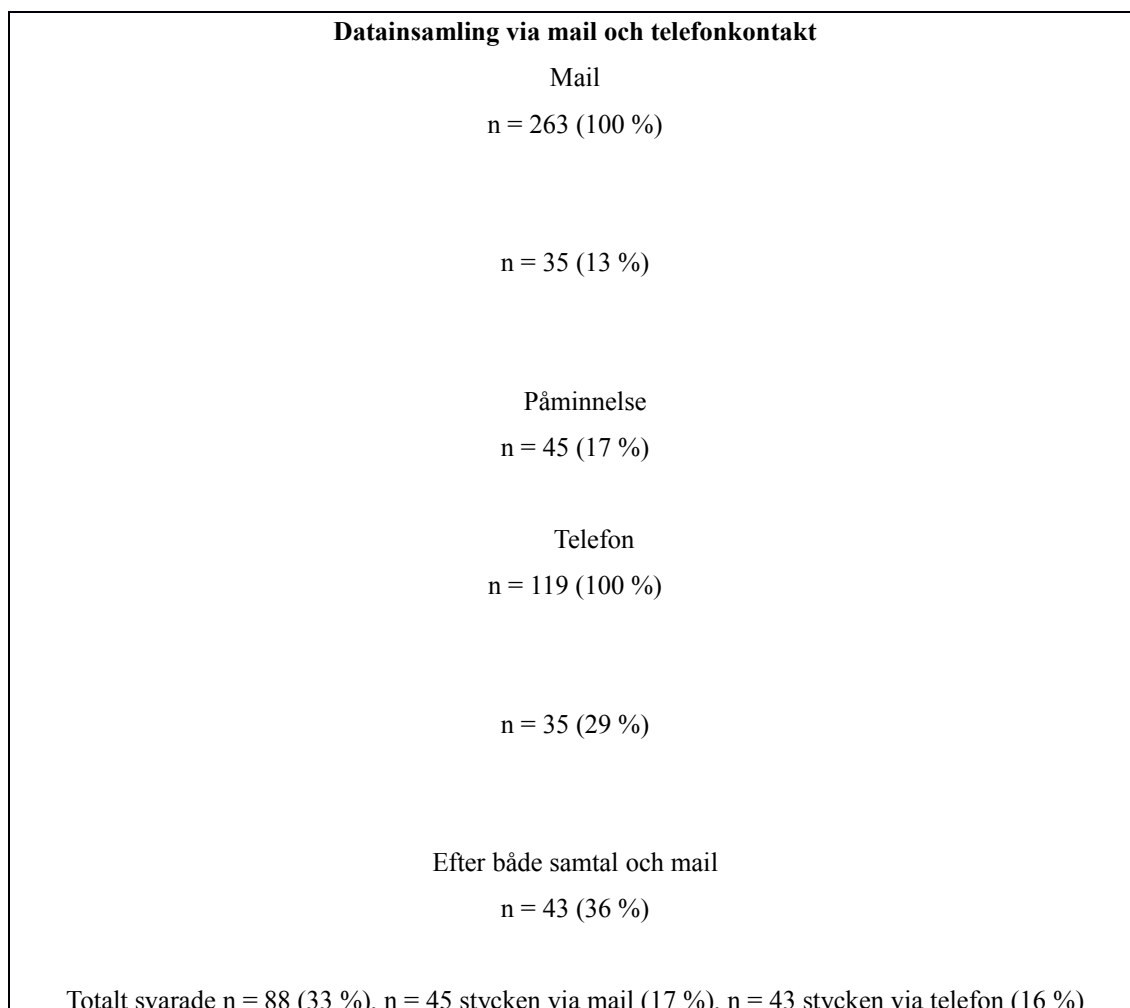 Datainsamling via mail och telefonkontakt
Mail
n = 263 (100 %)
n = 35 (13 %)
Påminnelse
n = 45 (17 %)
Telefon
n = 119 (100 %)
n = 35 (29 %)
Efter både samtal och mail
n = 43 (36 %)
Totalt svarade n = 88 (33 %), n = 45 stycken via mail (17 %), n = 43 stycken via telefon (16 %)